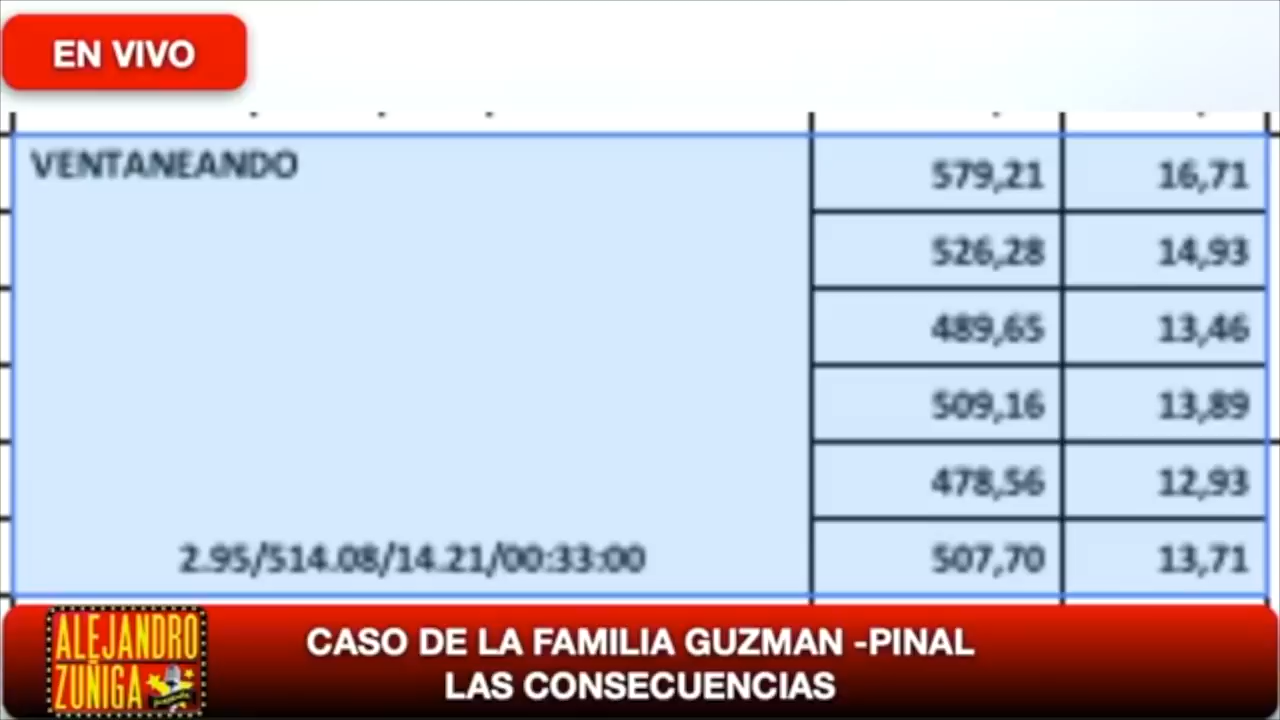 EN VIVO
VENTANEANDO 579,21 16,71
526,28 14,93
489,65 13,46
509,16 13,89
478,56 12,93
2.95/514.08/14.21/00:33:00 507,70 13,71
ALEJANDRO
ZUÑIGA
CASO DE LA FAMILIA GUZMAN -PINAL
LAS CONSECUENCIAS